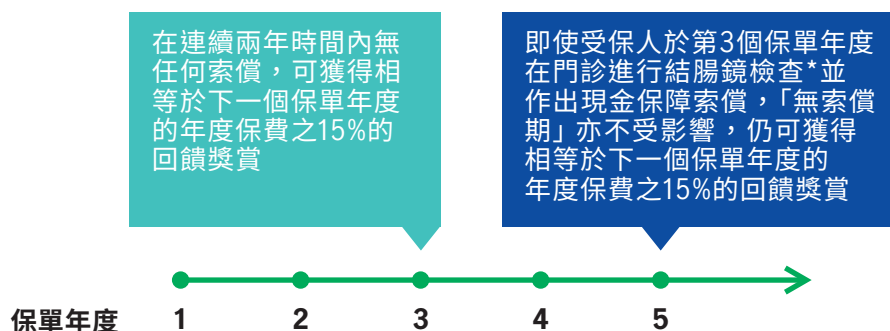 在連續兩年時間內無
任何索償，可獲得相
等於下一個保單年度
的年度保費之15%的
回饋獎賞
即使受保人於第3個保單年度
在門診進行結腸鏡檢查*並
作出現金保障索償，「無索償
期」亦不受影響，仍可獲得
相等於下一個保單年度的
年度保費之15%的回饋獎賞
保單年度 1 2 3 4 5